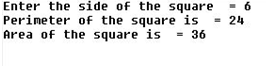 Enter the side of the square  = 6
Perimeter of the square is  = 24
Area of the square is  = 36